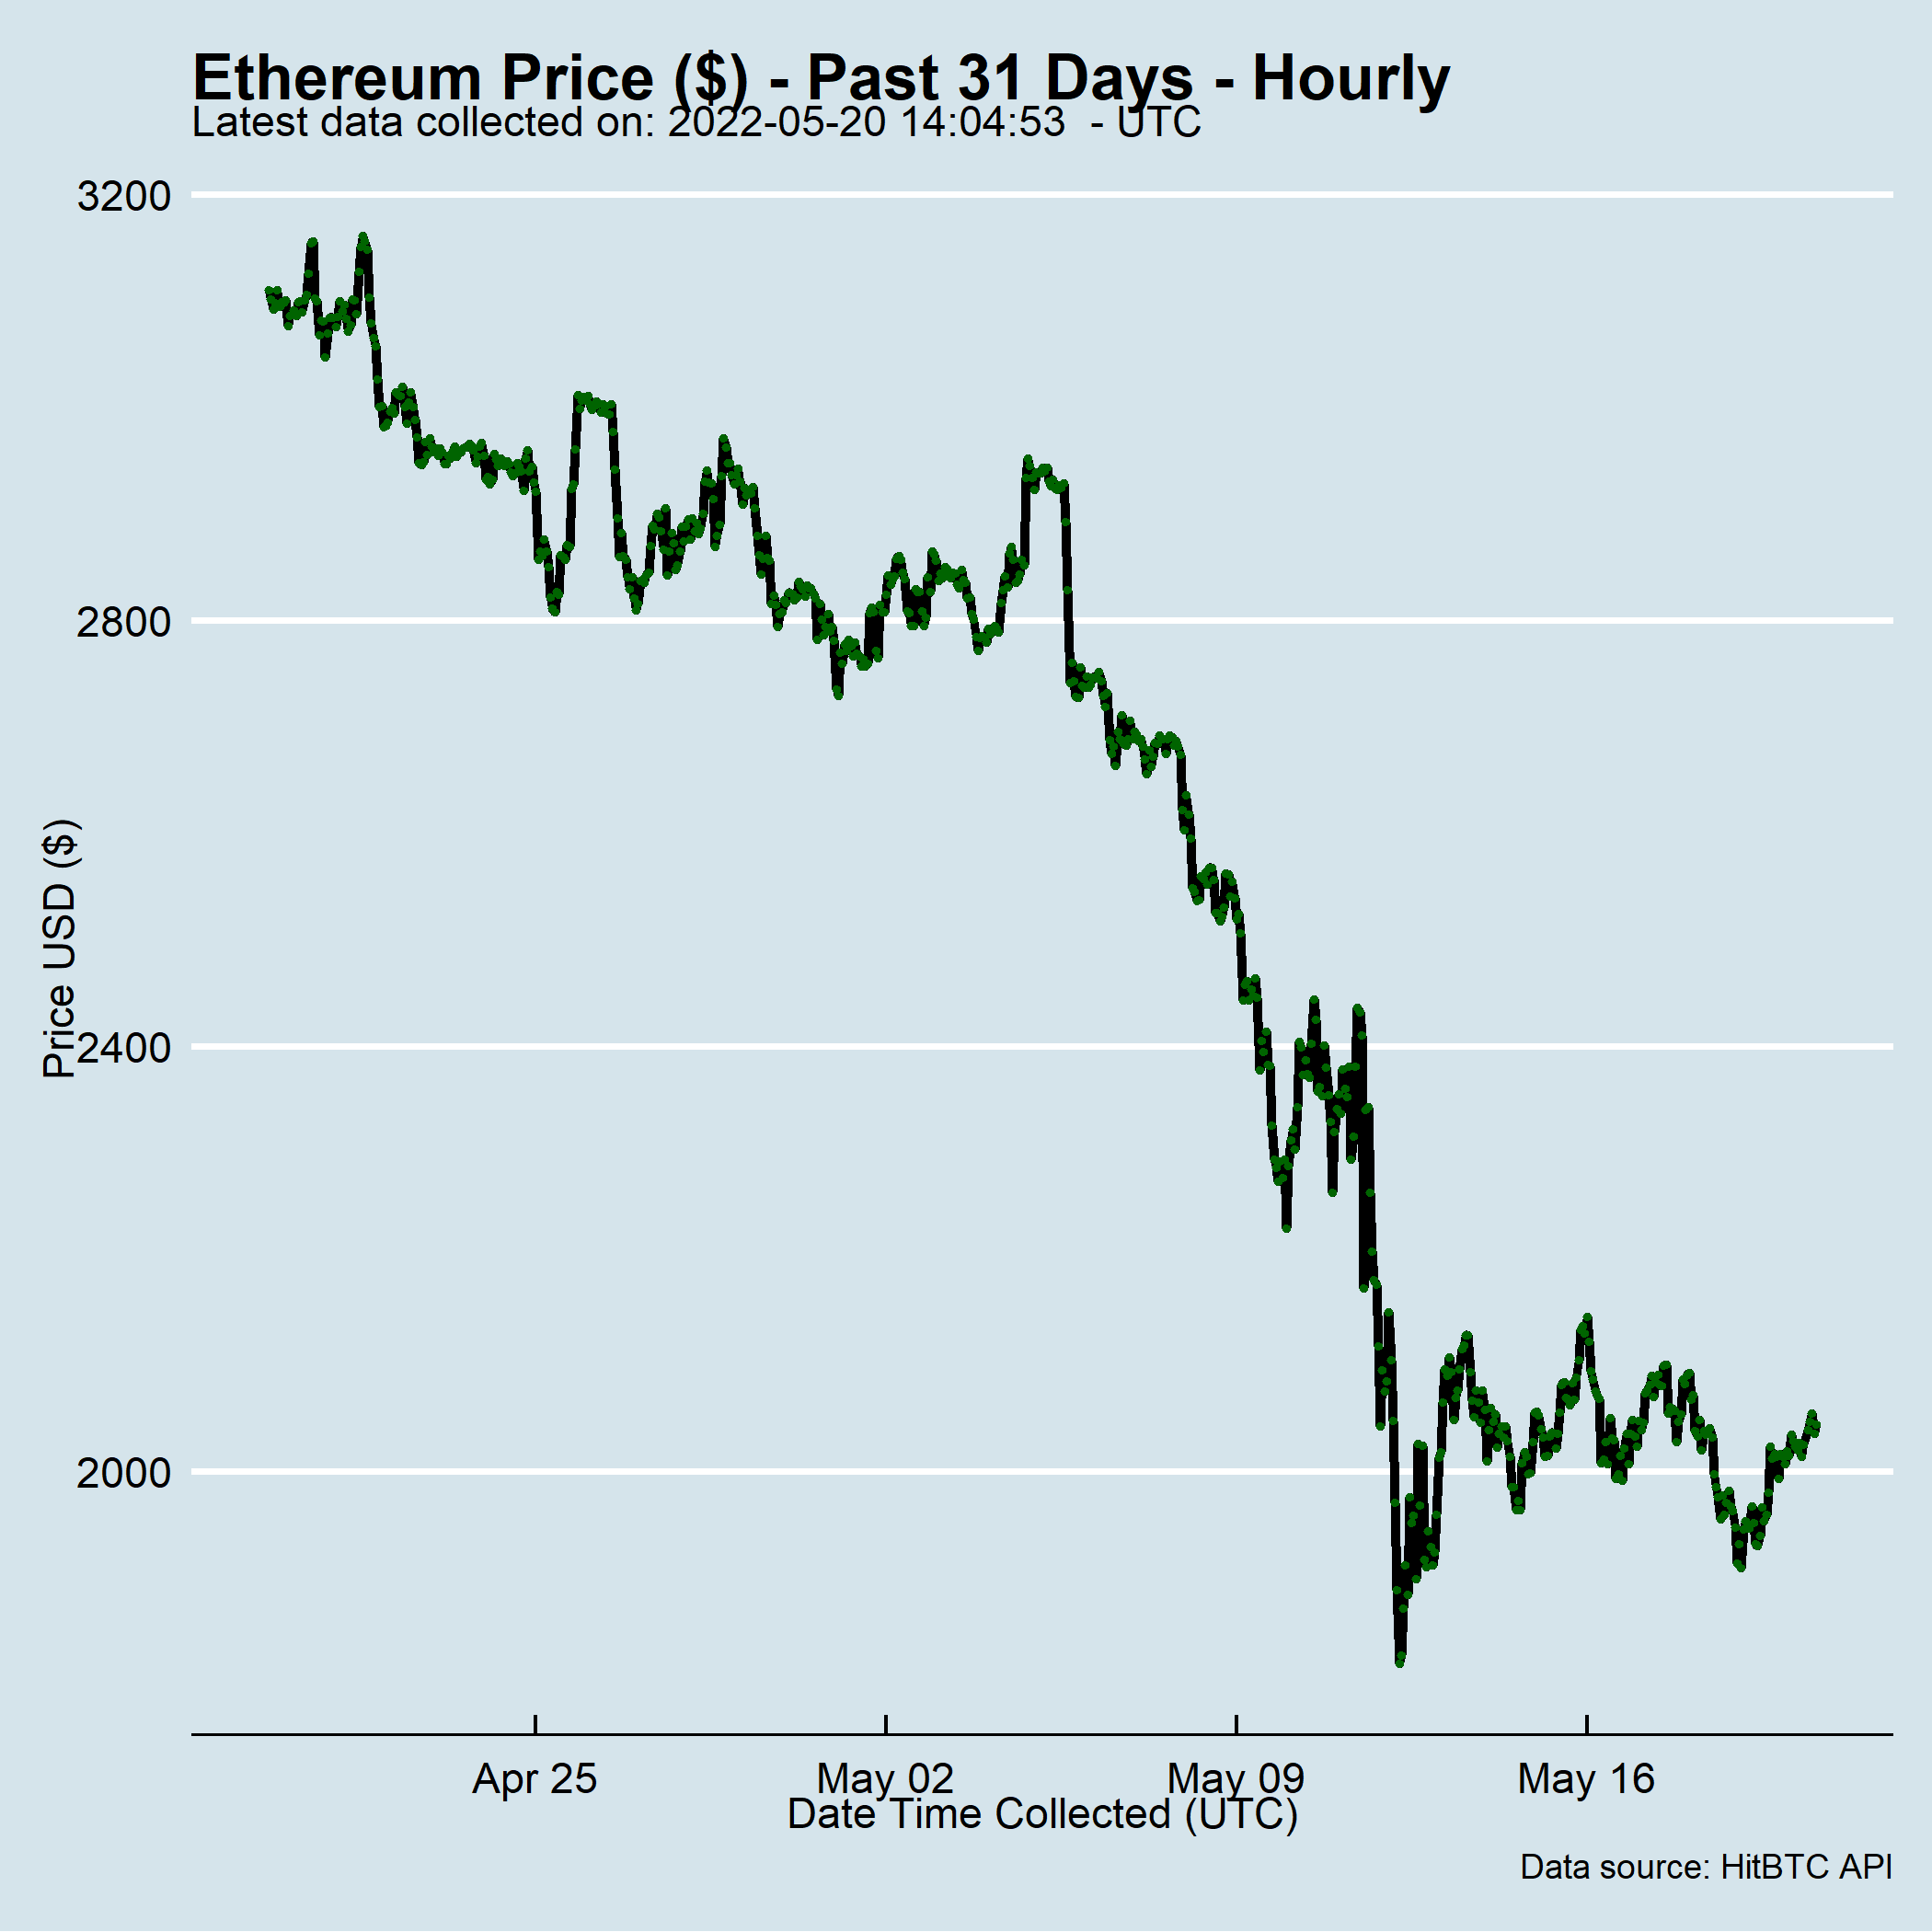 Ethereum Price ($) - Past 31 Days - Hourly
Latest data collected on: 2022-05-20 14:04:53  - UTC
3200
2800
2400
2000
Price USD ($)
Apr 25
May 02
May 09
May 16
Date Time Collected (UTC)
Data source: HitBTC API